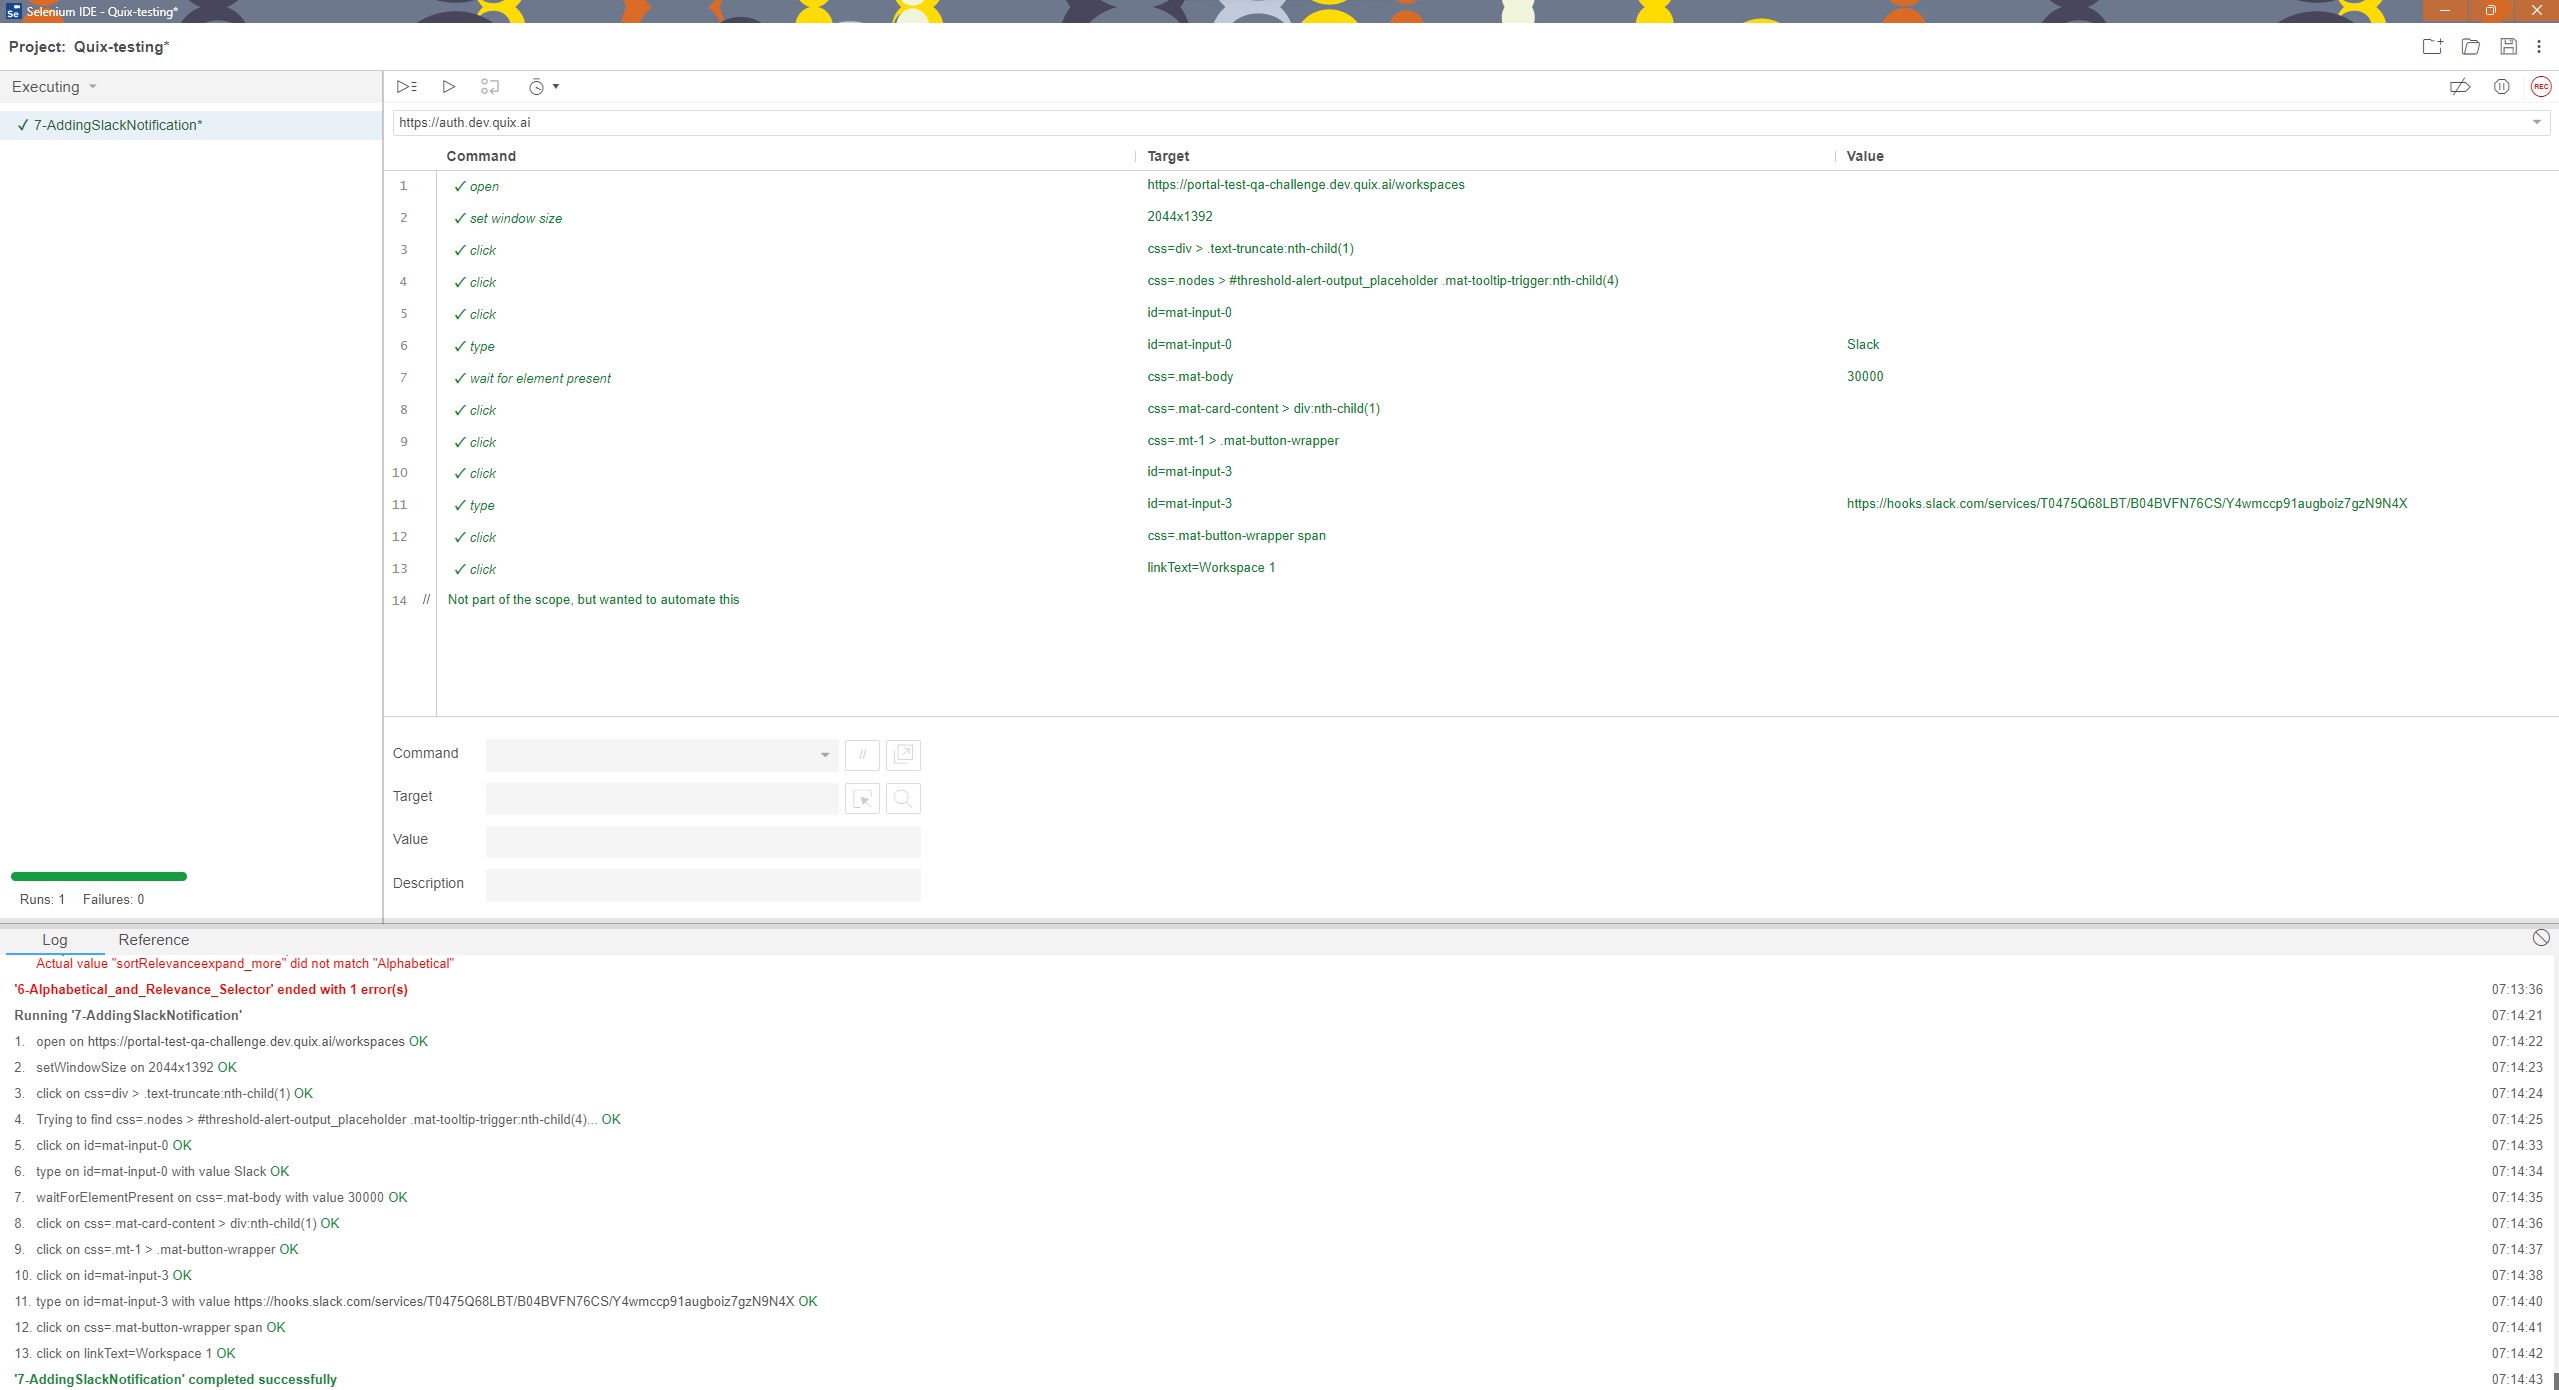 Selenium IDE - Quix-testing*
Project: Quix-testing*
Executing
✓ 7-AddingSlackNotification*
REC
https://auth.dev.quix.ai
Command Target Value
1 ✓ open https://portal-test-qa-challenge.dev.quix.ai/workspaces
2 ✓ set window size 2044x1392
3 ✓ click css=div > .text-truncate:nth-child(1)
4 ✓ click css=.nodes > #threshold-alert-output_placeholder .mat-tooltip-trigger:nth-child(4)
5 ✓ click id=mat-input-0
6 ✓ type id=mat-input-0 Slack
7 ✓ wait for element present css=.mat-body 30000
8 ✓ click css=.mat-card-content > div:nth-child(1)
9 ✓ click css=.mt-1 > .mat-button-wrapper
10 ✓ click id=mat-input-3
11 ✓ type id=mat-input-3 https://hooks.slack.com/services/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
12 ✓ click css=.mat-button-wrapper span
13 ✓ click linkText=Workspace 1
14 // Not part of the scope, but wanted to automate this
Command //
Target
Value
Description
Runs: 1 Failures: 0
Log Reference
Actual value "sortRelevanceexpand_more" did not match "Alphabetical"
'6-Alphabetical_and_Relevance_Selector' ended with 1 error(s) 07:13:36
Running '7-AddingSlackNotification' 07:14:21
1. open on https://portal-test-qa-challenge.dev.quix.ai/workspaces OK 07:14:22
2. setWindowSize on 2044x1392 OK 07:14:23
3. click on css=div > .text-truncate:nth-child(1) OK 07:14:24
4. Trying to find css=.nodes > #threshold-alert-output_placeholder .mat-tooltip-trigger:nth-child(4)... OK 07:14:25
5. click on id=mat-input-0 OK 07:14:33
6. type on id=mat-input-0 with value Slack OK 07:14:34
7. waitForElementPresent on css=.mat-body with value 30000 OK 07:14:35
8. click on css=.mat-card-content > div:nth-child(1) OK 07:14:36
9. click on css=.mt-1 > .mat-button-wrapper OK 07:14:37
10. click on id=mat-input-3 OK 07:14:38
11. type on id=mat-input-3 with value https://hooks.slack.com/services/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 OK 07:14:40
12. click on css=.mat-button-wrapper span OK 07:14:41
13. click on linkText=Workspace 1 OK 07:14:42
'7-AddingSlackNotification' completed successfully 07:14:43